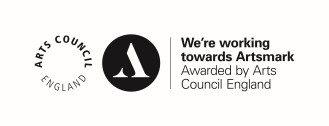 ARTS COUNCIL
ENGLAND
A
We're working
towards Artsmark
Awarded by Arts
Council England